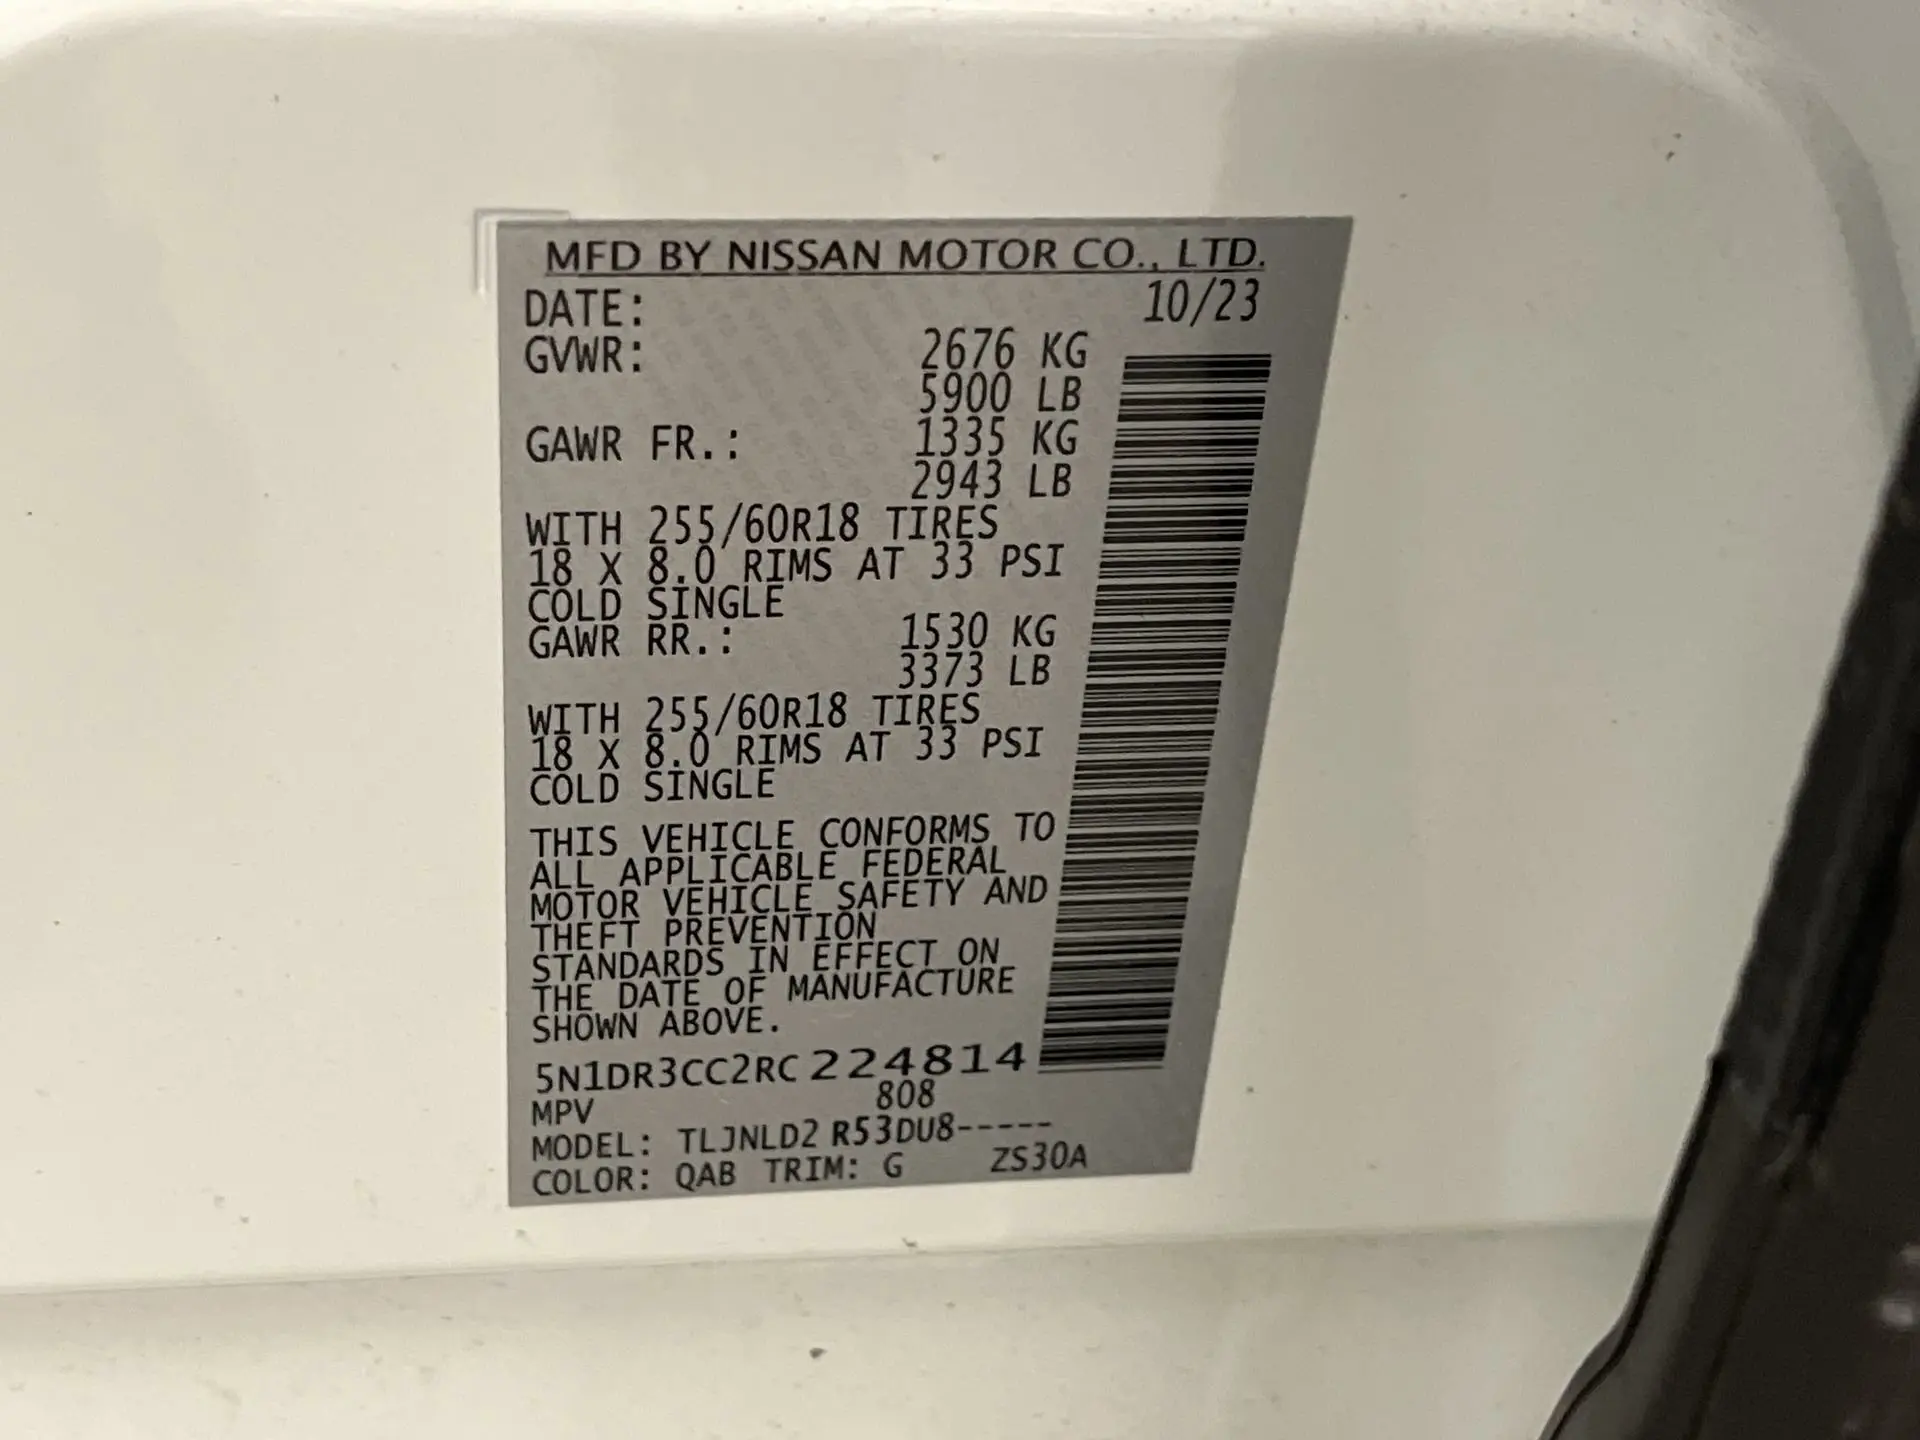 MFD BY NISSAN MOTOR CO., LTD.
DATE: 10/23
GVWR: 2676 KG
5900 LB
GAWR FR.: 1335 KG
2943 LB
WITH 255/60R18 TIRES
18 X 8.0 RIMS AT 33 PSI
COLD SINGLE
GAWR RR.: 1530 KG
3373 LB
WITH 255/60R18 TIRES
18 X 8.0 RIMS AT 33 PSI
COLD SINGLE
THIS VEHICLE CONFORMS TO
ALL APPLICABLE FEDERAL
MOTOR VEHICLE SAFETY AND
THEFT PREVENTION
STANDARDS IN EFFECT ON
THE DATE OF MANUFACTURE
SHOWN ABOVE.
5N1DR3CC2RC224814
MPV 808
MODEL: TLJNLD2 R53DU8-----
COLOR: QAB TRIM: G ZS30A